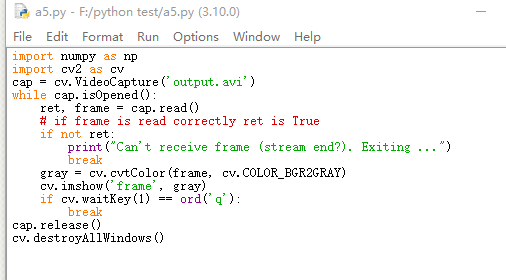 a5.py - F:/python test/a5.py (3.10.0)
File Edit Format Run Options Window Help
import numpy as np
import cv2 as cv
cap = cv.VideoCapture('output.avi')
while cap.isOpened():
    ret, frame = cap.read()
    # if frame is read correctly ret is True
    if not ret:
        print("Can't receive frame (stream end?). Exiting ...")
        break
    gray = cv.cvtColor(frame, cv.COLOR_BGR2GRAY)
    cv.imshow('frame', gray)
    if cv.waitKey(1) == ord('q'):
        break
cap.release()
cv.destroyAllWindows()